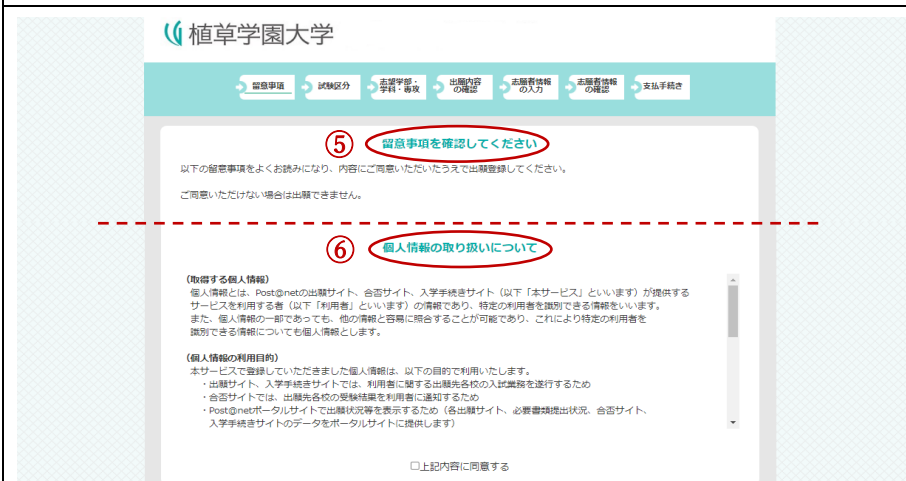 植草学園大学
留意事項
試験区分
志望学部・
学科・専攻
出願内容
の確認
志願者情報
の入力
志願者情報
の確認
支払手続き
⑤ 留意事項を確認してください
以下の留意事項をよくお読みになり、内容にご同意いただいたうえで出願登録してください。
ご同意いただけない場合は出願できません。
⑥ 個人情報の取り扱いについて
(取得する個人情報)
個人情報とは、Post@netの出願サイト、合否サイト、入学手続きサイト（以下「本サービス」といいます）が提供する
サービスを利用する者（以下「利用者」といいます）の情報であり、特定の利用者を識別できる情報をいいます。
また、個人情報の一部であっても、他の情報と容易に照合することが可能であり、これにより特定の利用者を
識別できる情報についても個人情報とします。
(個人情報の利用目的)
本サービスで登録していただきました個人情報は、以下の目的で利用いたします。
・出願サイト、入学手続きサイトでは、利用者に関する出願先各校の入試業務を遂行するため
・合否サイトでは、出願先各校の受験結果を利用者に通知するため
・Post@netポータルサイトで出願状況等を表示するため（各出願サイト、必要書類提出状況、合否サイト、
入学手続きサイトのデータをポータルサイトに提供します）
□上記内容に同意する